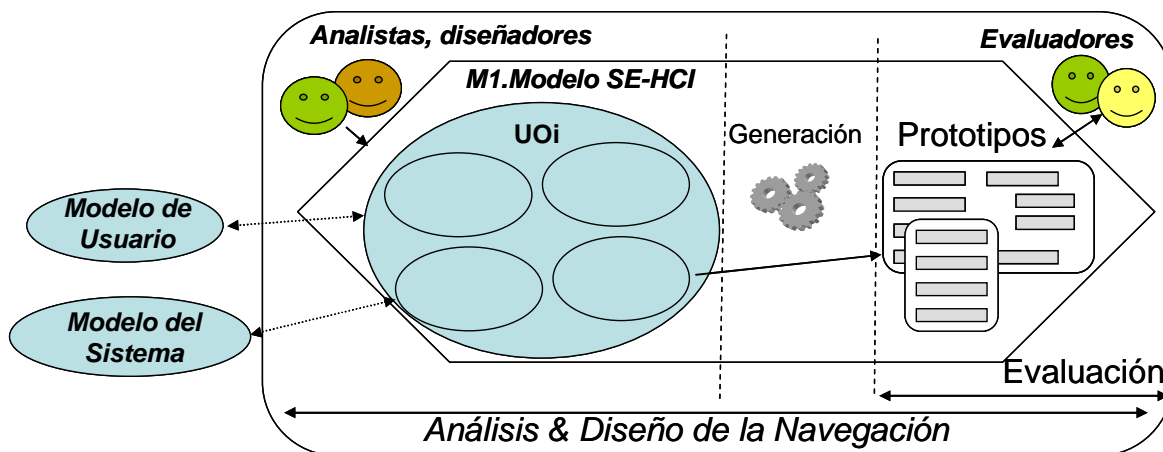 Analistas, diseñadores
Evaluadores
M1.Modelo SE-HCI
UOi
Generación
Prototipos
Modelo de
Usuario
Modelo del
Sistema
Evaluación
Análisis & Diseño de la Navegación